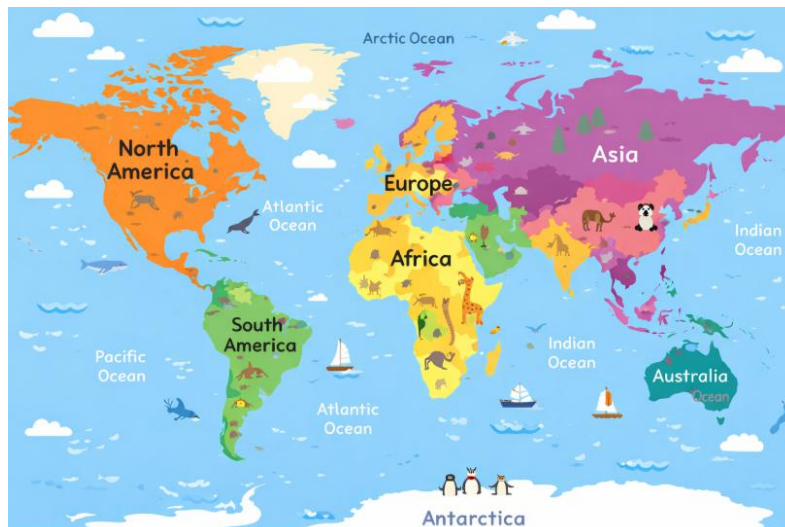 Arctic Ocean
North
America
Asia
Europe
Atlantic
Ocean
Indian
Ocean
Africa
South
America
Pacific
Ocean
Indian
Ocean
Australia
Ocean
Atlantic
Ocean
Antarctica